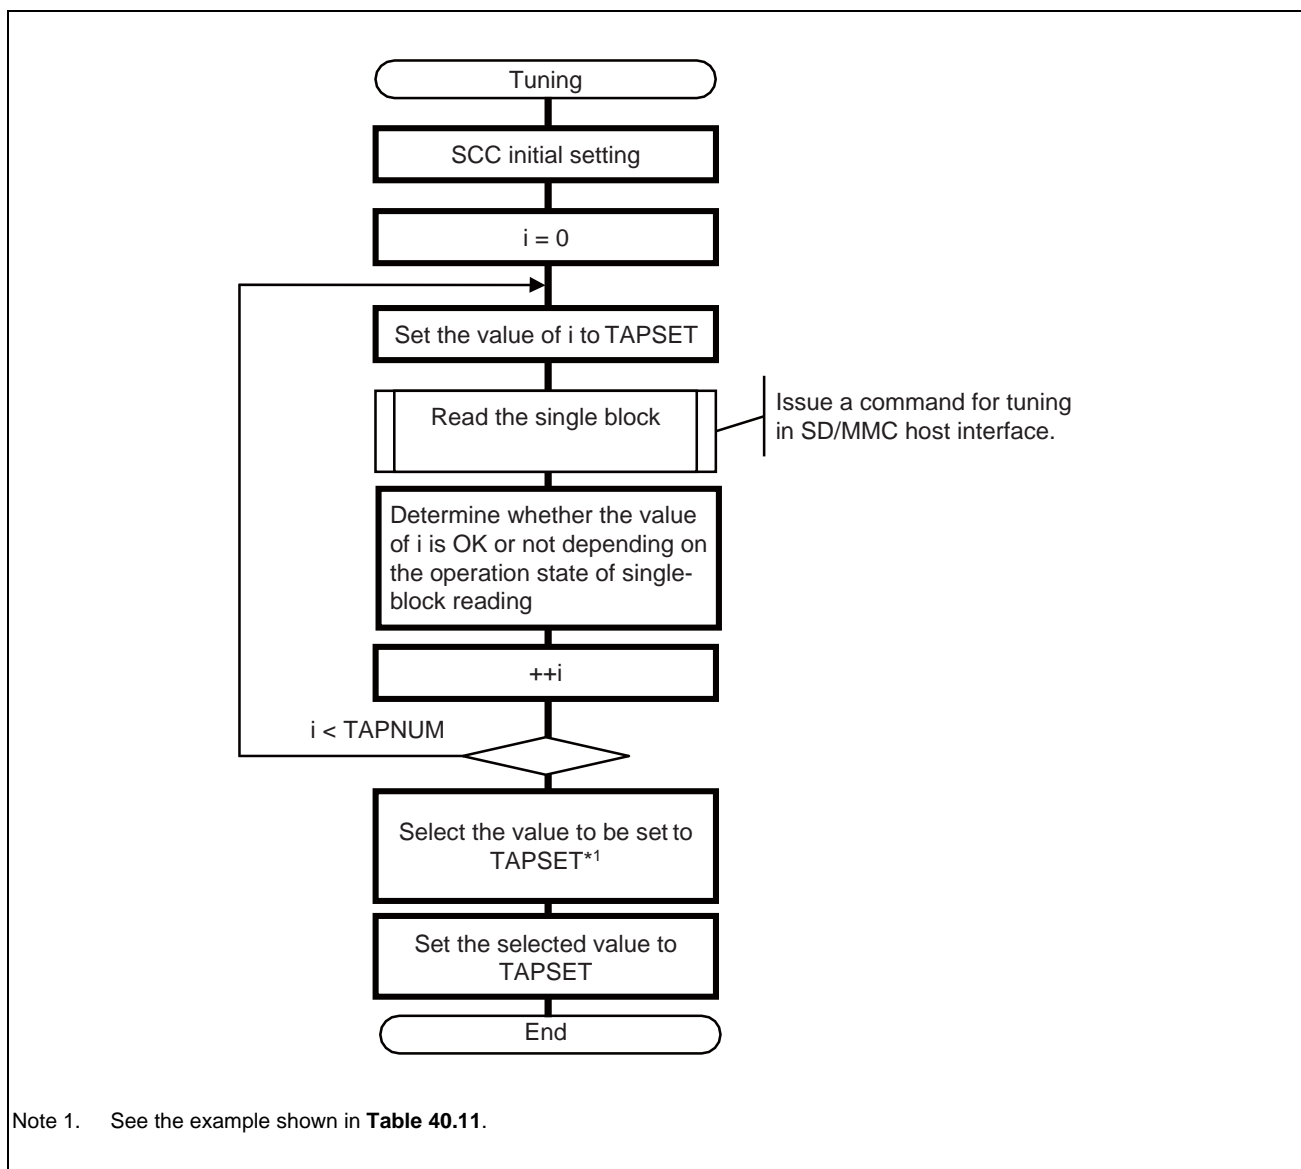 Tuning
SCC initial setting
i = 0
Set the value of i to TAPSET
Read the single block
Issue a command for tuning
in SD/MMC host interface.
Determine whether the value
of i is OK or not depending on
the operation state of single-
block reading
++i
i < TAPNUM
Select the value to be set to
TAPSET*1
Set the selected value to
TAPSET
End
Note 1. See the example shown in Table 40.11.